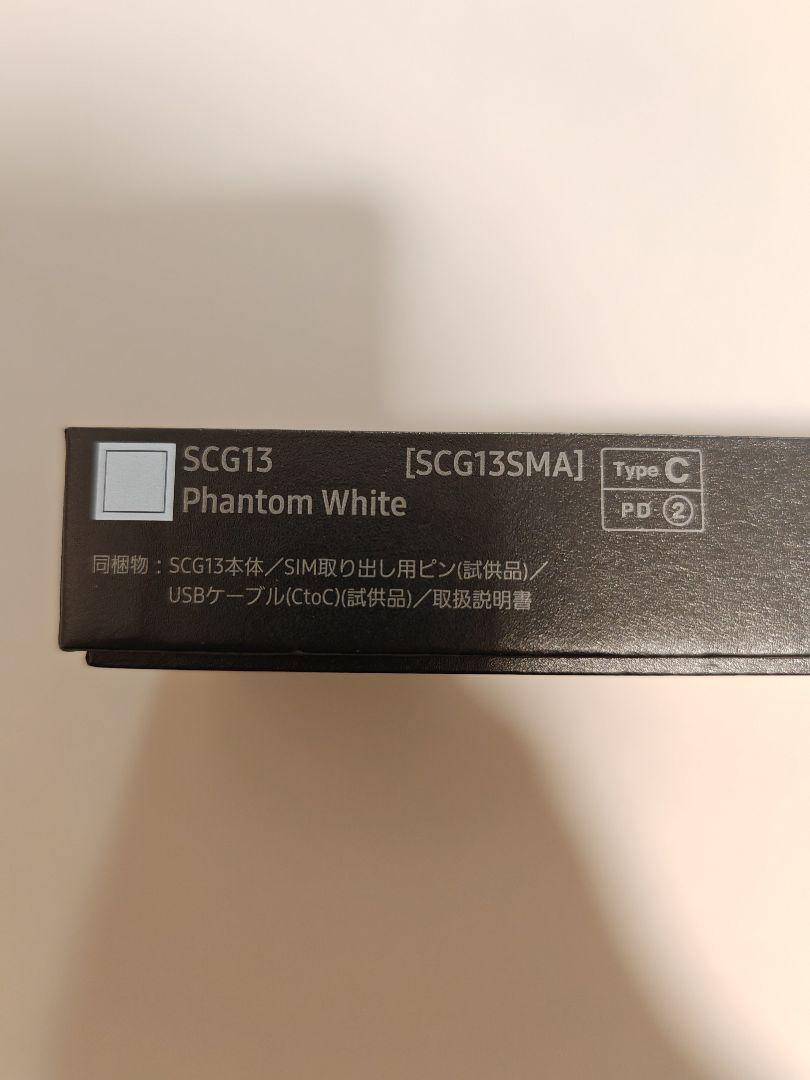 SCG13 [SCG13SMA] Type C
Phantom White PD ②
同梱物：SCG13本体／SIM取り出し用ピン(試供品)／
USBケーブル(CtoC)(試供品)／取扱説明書